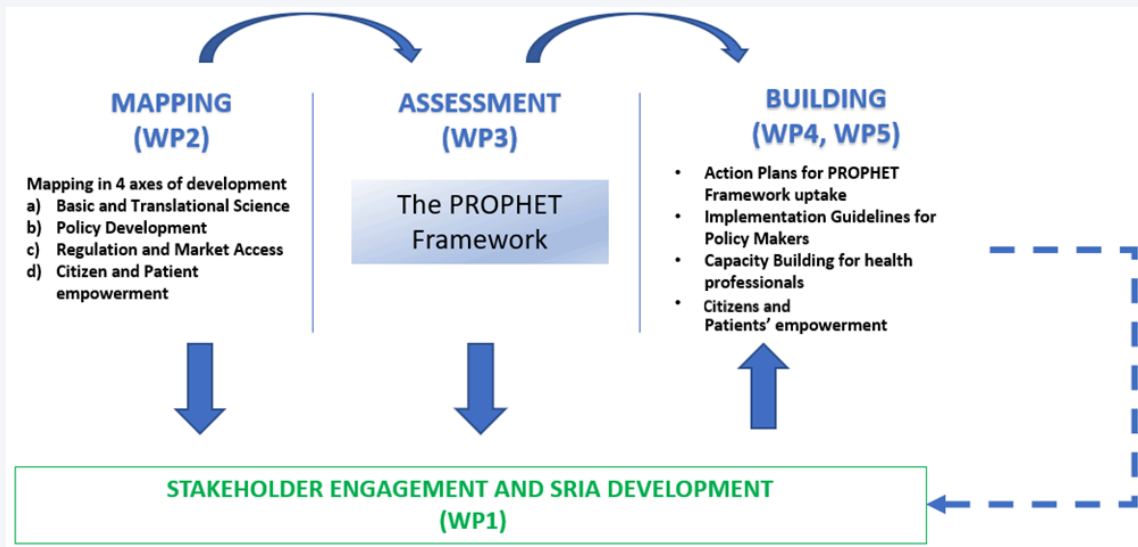 MAPPING
(WP2)
Mapping in 4 axes of development
a) Basic and Translational Science
b) Policy Development
c) Regulation and Market Access
d) Citizen and Patient
empowerment
ASSESSMENT
(WP3)
The PROPHET
Framework
BUILDING
(WP4, WP5)
• Action Plans for PROPHET
Framework uptake
• Implementation Guidelines for
Policy Makers
• Capacity Building for health
professionals
• Citizens and
Patients’ empowerment
STAKEHOLDER ENGAGEMENT AND SRIA DEVELOPMENT
(WP1)